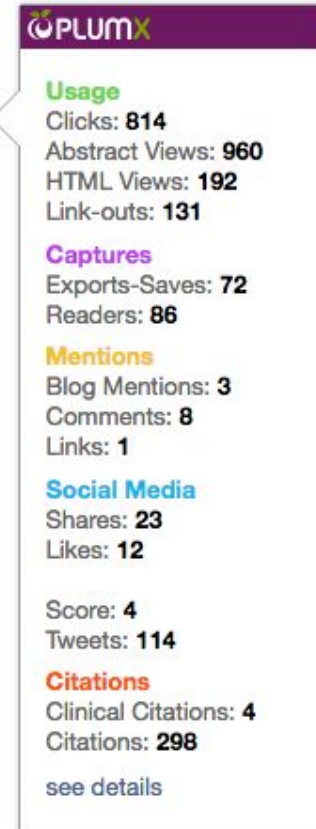 PLUMX
Usage
Clicks: 814
Abstract Views: 960
HTML Views: 192
Link-outs: 131
Captures
Exports-Saves: 72
Readers: 86
Mentions
Blog Mentions: 3
Comments: 8
Links: 1
Social Media
Shares: 23
Likes: 12
Score: 4
Tweets: 114
Citations
Clinical Citations: 4
Citations: 298
see details